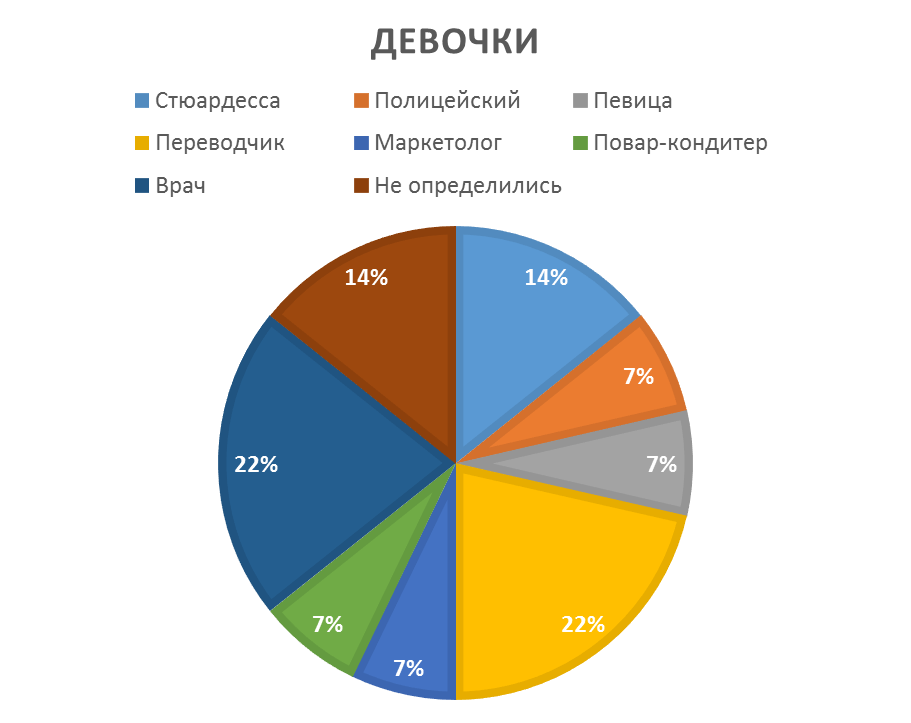 ДЕВОЧКИ
Стюардесса Полицейский Певица
Переводчик Маркетолог Повар-кондитер
Врач Не определились
14% 14%
7%
22% 7%
7% 22%
7%